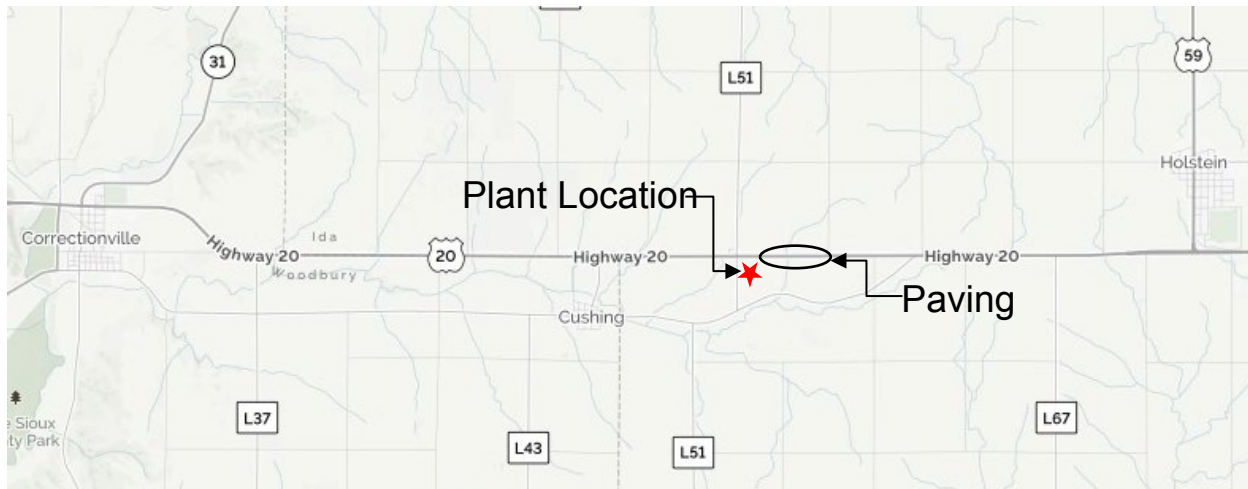 31
L51
59
Holstein
Plant Location
Correctionville
Highway 20
Ida
Woodbury
20
Highway 20
Highway 20
Paving
Cushing
L37
L43
L51
L67
Sioux
ty Park